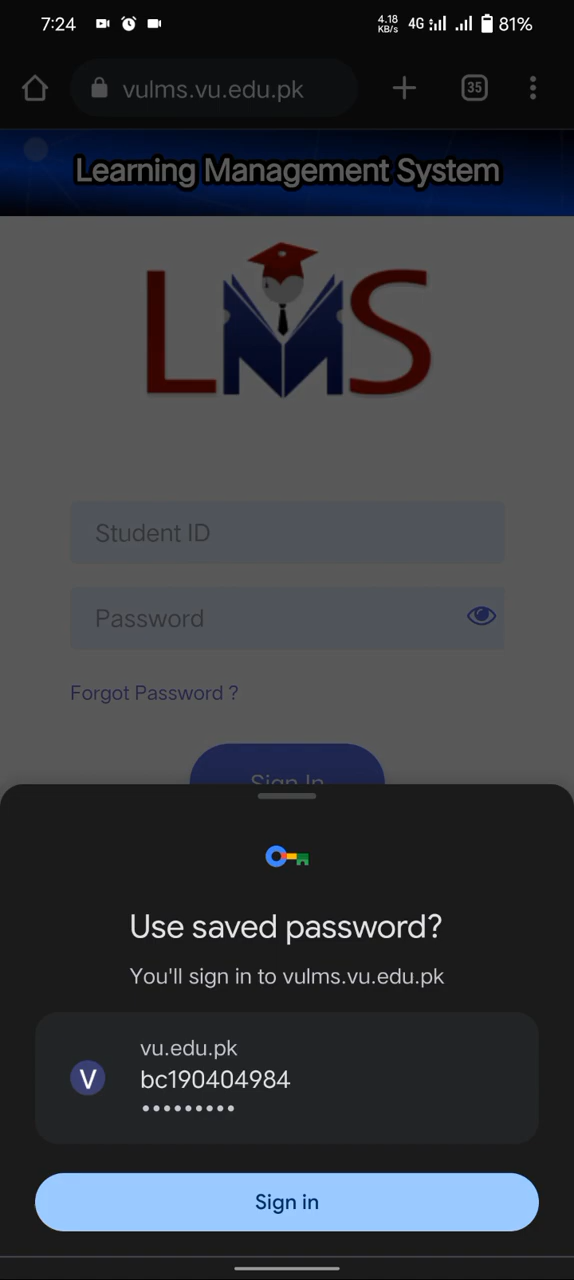 7:24 4.18 KB/s 4G 81%
vulms.vu.edu.pk 35
Learning Management System
LMS
Student ID
Password
Forgot Password ?
Sign In
Use saved password?
You'll sign in to vulms.vu.edu.pk
vu.edu.pk
V bc190404984
•••••••••
Sign in